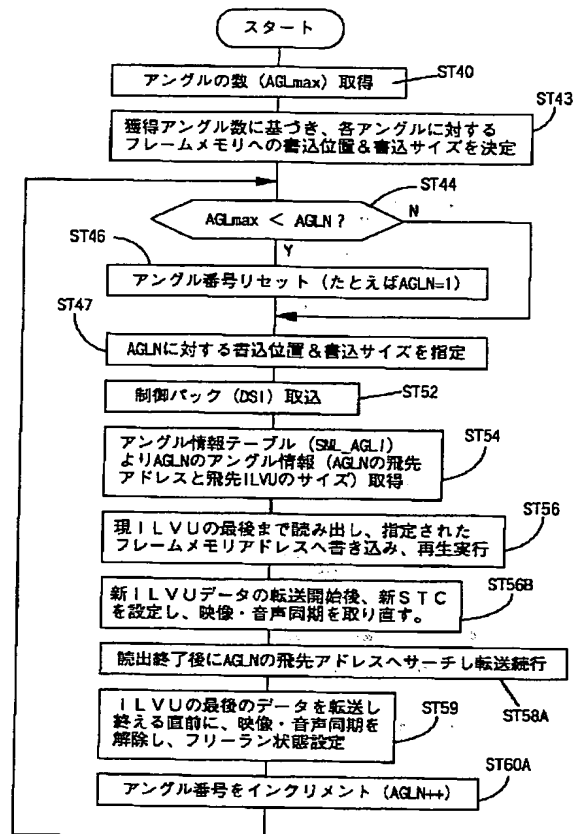 スタート
アングルの数 (AGLmax) 取得
ST40
ST43
獲得アングル数に基づき、各アングルに対する
フレームメモリへの書込位置&書込サイズを決定
ST44
AGLmax < AGLN?
N
Y
ST46
アングル番号リセット (たとえばAGLN=1)
ST47
AGLNに対する書込位置&書込サイズを指定
制御パック (DSI) 取込
ST52
アングル情報テーブル (SML_AGLI)
よりAGLNのアングル情報 (AGLNの飛先
アドレスと飛先ILVUのサイズ) 取得
ST54
ST56
現ILVUの最後まで読み出し、指定された
フレームメモリアドレスへ書き込み、再生実行
ST56B
新ILVUデータの転送開始後、新STC
を設定し、映像・音声同期を取り直す。
読出終了後にAGLNの飛先アドレスへサーチし転送続行
ST58A
ILVUの最後のデータを転送し
終える直前に、映像・音声同期を
解除し、フリーラン状態設定
ST59
ST60A
アングル番号をインクリメント (AGLN++)